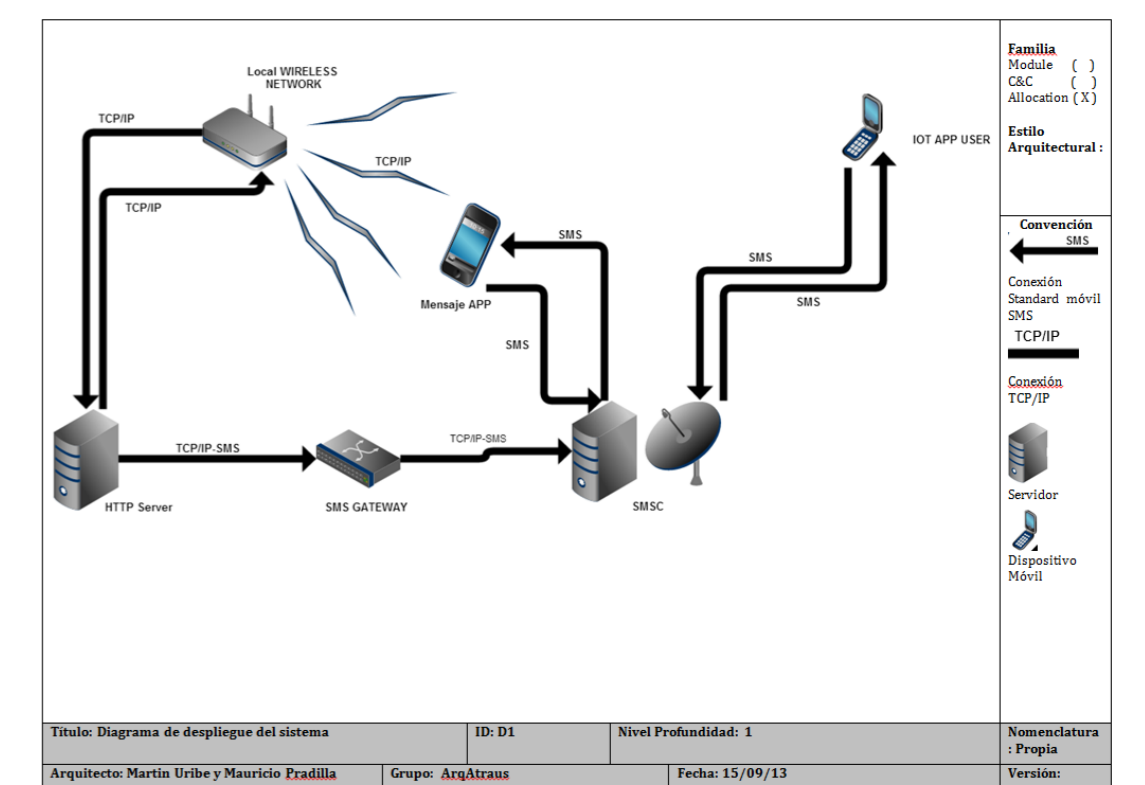 Local WIRELESS
NETWORK
TCP/IP
TCP/IP
TCP/IP
IOT APP USER
SMS
Mensaje APP
SMS
SMS
SMS
TCP/IP-SMS
TCP/IP-SMS
HTTP Server
SMS GATEWAY
SMSC
Familia
Module ( )
C&C ( )
Allocation ( X )
Estilo
Arquitectural :
Convención
SMS
Conexión
Standard móvil
SMS
TCP/IP
Conexión
TCP/IP
Servidor
Dispositivo
Móvil
Título: Diagrama de despliegue del sistema
ID: D1
Nivel Profundidad: 1
Nomenclatura
: Propia
Arquitecto: Martin Uribe y Mauricio Pradilla
Grupo: ArqAtraus
Fecha: 15/09/13
Versión: